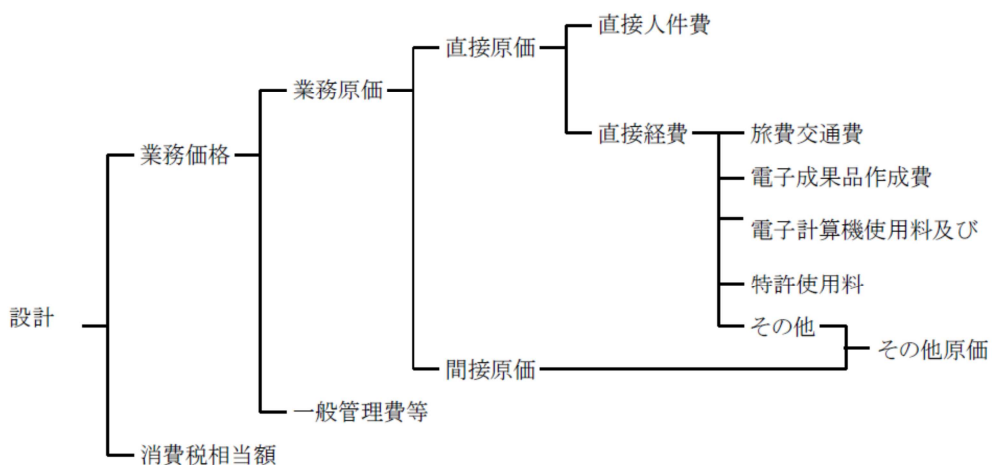 直接人件費
直接原価
業務原価
直接経費
旅費交通費
業務価格
電子成果品作成費
電子計算機使用料及び
特許使用料
設計
その他
その他原価
間接原価
一般管理費等
消費税相当額